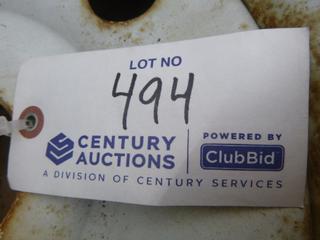 LOT NO
494
CENTURY
AUCTIONS
POWERED BY
ClubBid
A DIVISION OF CENTURY SERVICES